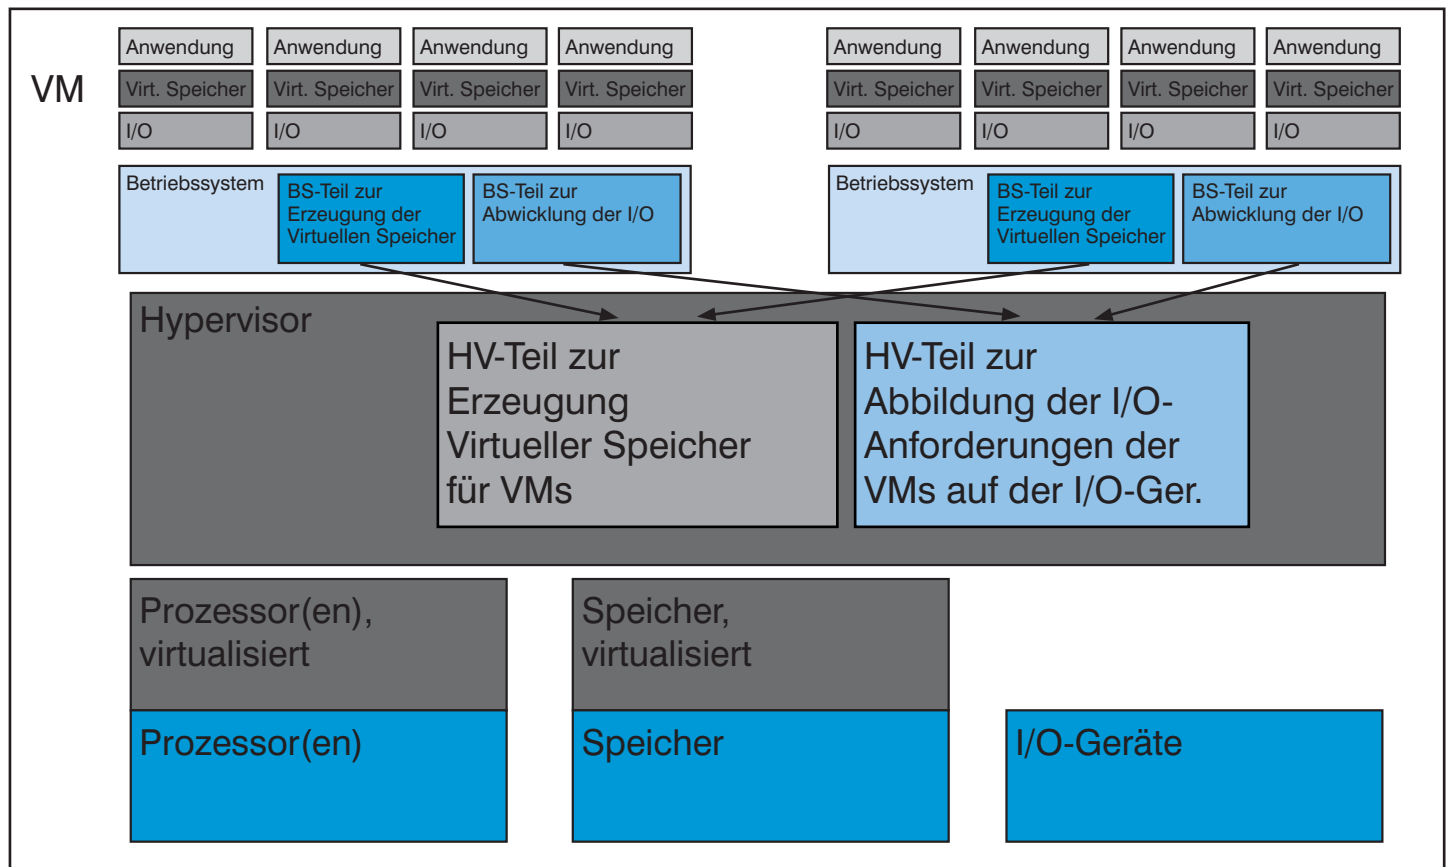 Anwendung Anwendung Anwendung Anwendung Anwendung Anwendung Anwendung Anwendung
VM
Virt. Speicher Virt. Speicher Virt. Speicher Virt. Speicher Virt. Speicher Virt. Speicher Virt. Speicher Virt. Speicher
I/O I/O I/O I/O I/O I/O I/O I/O
Betriebssystem
BS-Teil zur
Erzeugung der
Virtuellen Speicher
BS-Teil zur
Abwicklung der I/O
Betriebssystem
BS-Teil zur
Erzeugung der
Virtuellen Speicher
BS-Teil zur
Abwicklung der I/O
Hypervisor
HV-Teil zur
Erzeugung
Virtueller Speicher
für VMs
HV-Teil zur
Abbildung der I/O-
Anforderungen der
VMs auf der I/O-Ger.
Prozessor(en),
virtualisiert
Speicher,
virtualisiert
Prozessor(en)
Speicher
I/O-Geräte